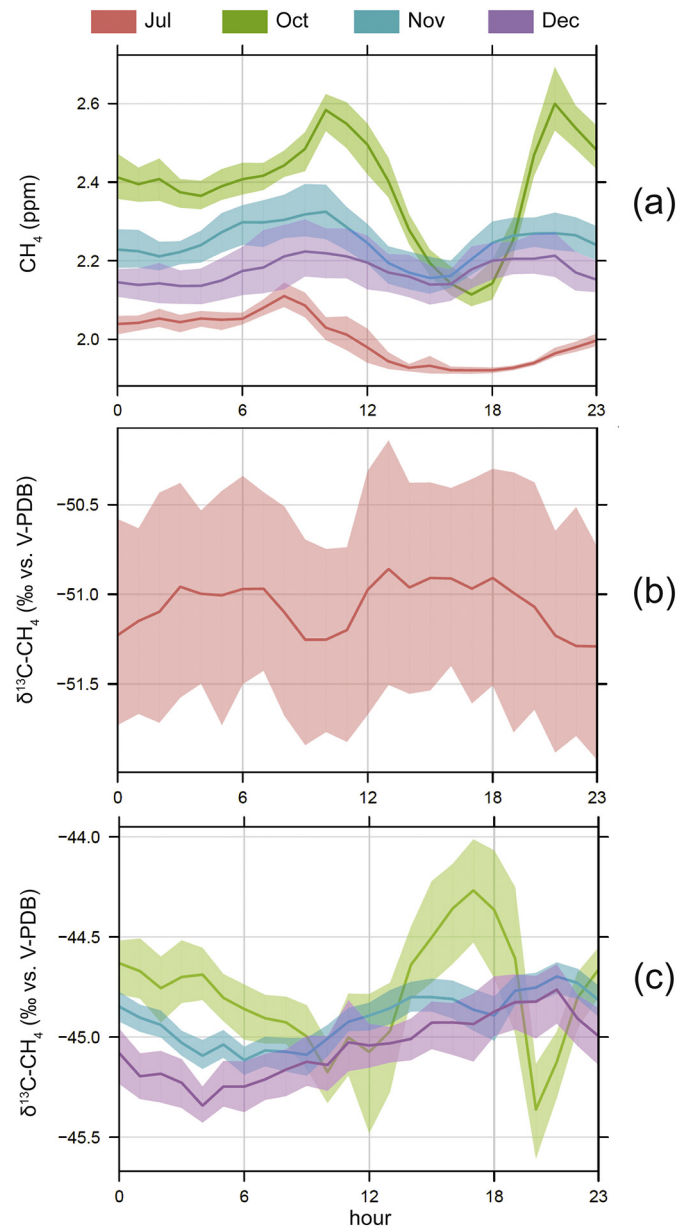 Jul Oct Nov Dec
2.6
2.4
2.2
2.0
CH₄ (ppm)
(a)
0 6 12 18 23
−50.5
−51.0
−51.5
δ¹³C-CH₄ (‰ vs. V-PDB)
(b)
0 6 12 18 23
−44.0
−44.5
−45.0
−45.5
δ¹³C-CH₄ (‰ vs. V-PDB)
(c)
0 6 12 18 23
hour